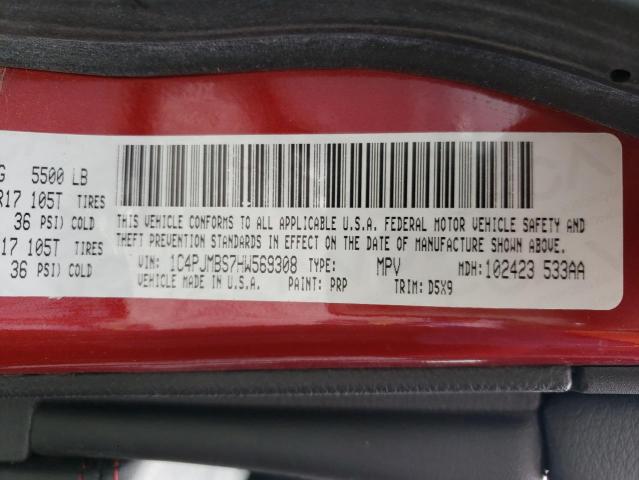 G 5500 LB
R17 105T TIRES
36 PSI) COLD
17 105T TIRES
36 PSI) COLD
THIS VEHICLE CONFORMS TO ALL APPLICABLE U.S.A. FEDERAL MOTOR VEHICLE SAFETY AND
THEFT PREVENTION STANDARDS IN EFFECT ON THE DATE OF MANUFACTURE SHOWN ABOVE.
VIN: 1C4PJMBS7HW569308 TYPE: MPV MDH: 102423 533AA
VEHICLE MADE IN U.S.A. PAINT: PRP TRIM: D5X9